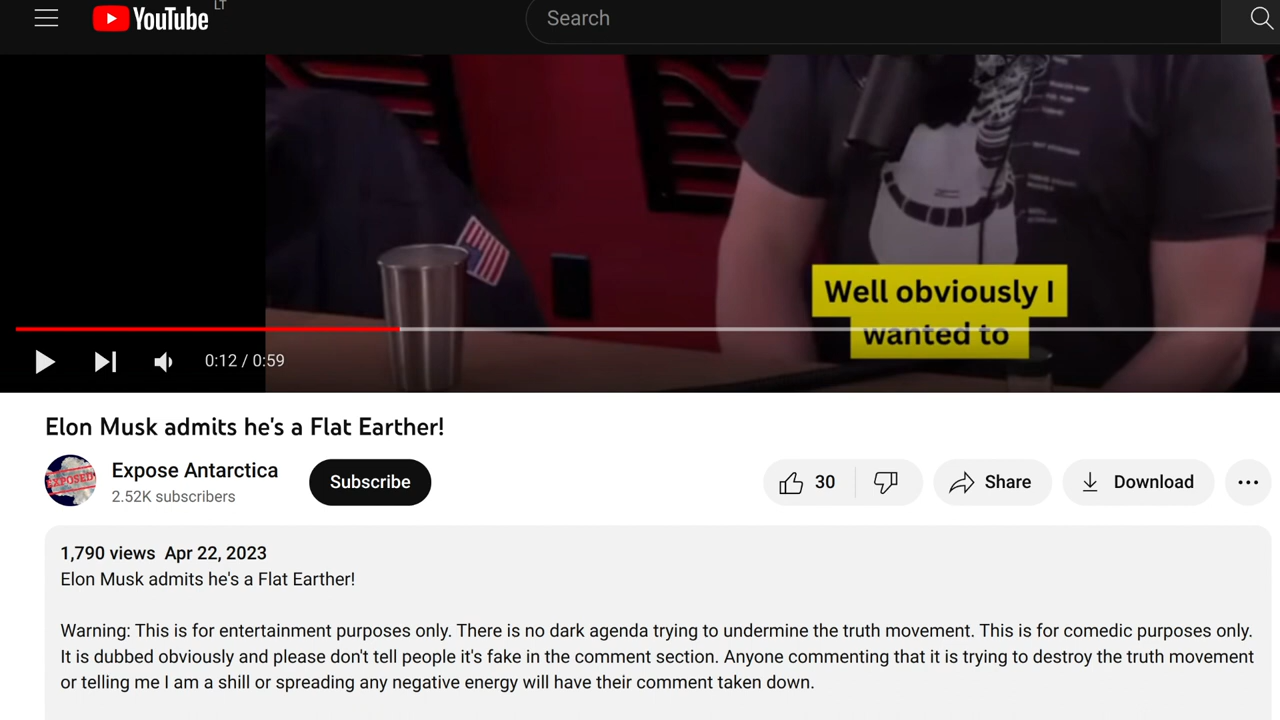 YouTube LT
Search
Well obviously I
wanted to
0:12 / 0:59
Elon Musk admits he's a Flat Earther!
EXPOSED
Expose Antarctica
2.52K subscribers
Subscribe
30
Share
Download
1,790 views Apr 22, 2023
Elon Musk admits he's a Flat Earther!
Warning: This is for entertainment purposes only. There is no dark agenda trying to undermine the truth movement. This is for comedic purposes only.
It is dubbed obviously and please don't tell people it's fake in the comment section. Anyone commenting that it is trying to destroy the truth movement
or telling me I am a shill or spreading any negative energy will have their comment taken down.